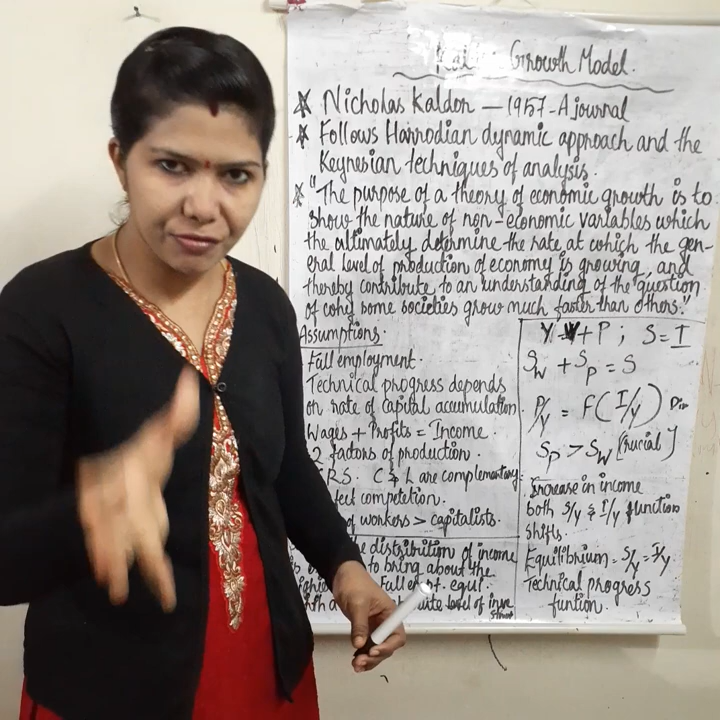 Growth Model.
Nicholas Kaldor — 1957 - A journal
Follows Harrodian dynamic approach and the
Keynesian techniques of analysis.
"The purpose of a theory of economic growth is to
show the nature of non-economic variables which
the ultimately determine the rate at which the gen-
eral level of production of economy is growing, and
thereby contribute to an understanding of the question
of why some societies grow much faster than others."
Assumptions.
Full employment.
Technical progress depends
on rate of capital accumulation.
Wages + Profits = Income.
2 factors of production.
CRS. C & L are complementary.
competetion.
of workers > capitalists.
the distribution of income
to bring about the
Full equi.
level of
Y = W + P ; S = I
Sw + Sp = S
P/Y = F(I/Y)
Sp > Sw [Crucial]
Increase in income
both S/Y & I/Y function
shifts
Equilibrium = S/Y = I/Y
Technical progress
funtion.